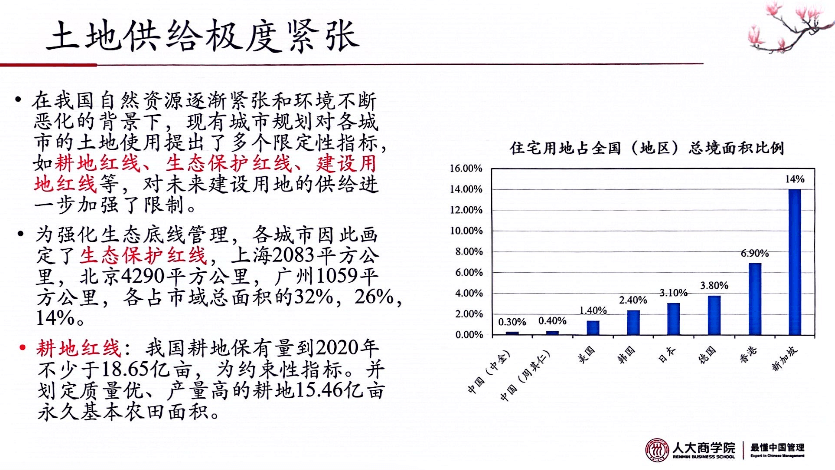 土地供给极度紧张
• 在我国自然资源逐渐紧张和环境不断
恶化的背景下，现有城市规划对各城
市的土地使用提出了多个限定性指标，
如耕地红线、生态保护红线、建设用
地红线等，对未来建设用地的供给进
一步加强了限制。
• 为强化生态底线管理，各城市因此画
定了生态保护红线，上海2083平方公
里，北京4290平方公里，广州1059平
方公里，各占市域总面积的32%，26%，
14%。
• 耕地红线：我国耕地保有量到2020年
不少于18.65亿亩，为约束性指标。并
划定质量优、产量高的耕地15.46亿亩
永久基本农田面积。
住宅用地占全国（地区）总境面积比例
16.00%
14.00%
12.00%
10.00%
8.00%
6.00%
4.00%
2.00%
0.00%
0.30%
0.40%
1.40%
2.40%
3.10%
3.80%
6.90%
14%
中国（中金）
中国（周其仁）
美国
韩国
日本
德国
香港
新加坡
人大商学院
RENMIN BUSINESS SCHOOL
最懂中国管理
Expert in Chinese Management